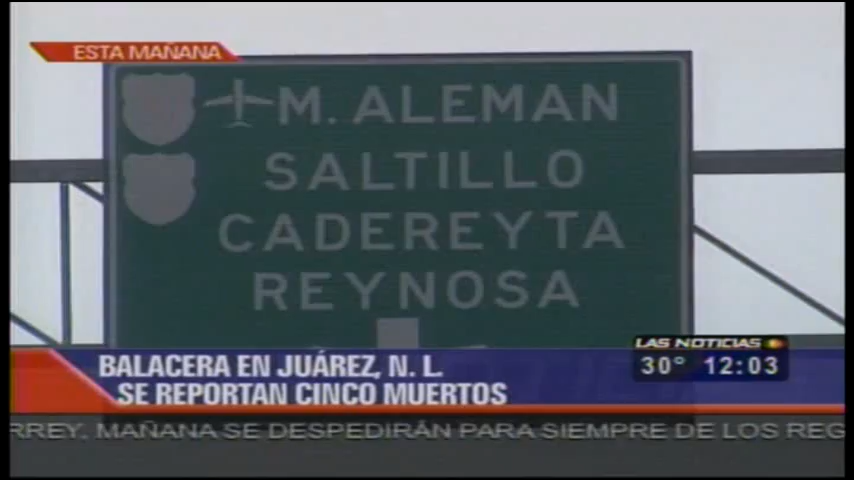 ESTA MAÑANA
M. ALEMAN
SALTILLO
CADEREYTA
REYNOSA
LAS NOTICIAS
30° 12:03
BALACERA EN JUÁREZ, N. L.
SE REPORTAN CINCO MUERTOS
RREY, MAÑANA SE DESPEDIRÁN PARA SIEMPRE DE LOS REG